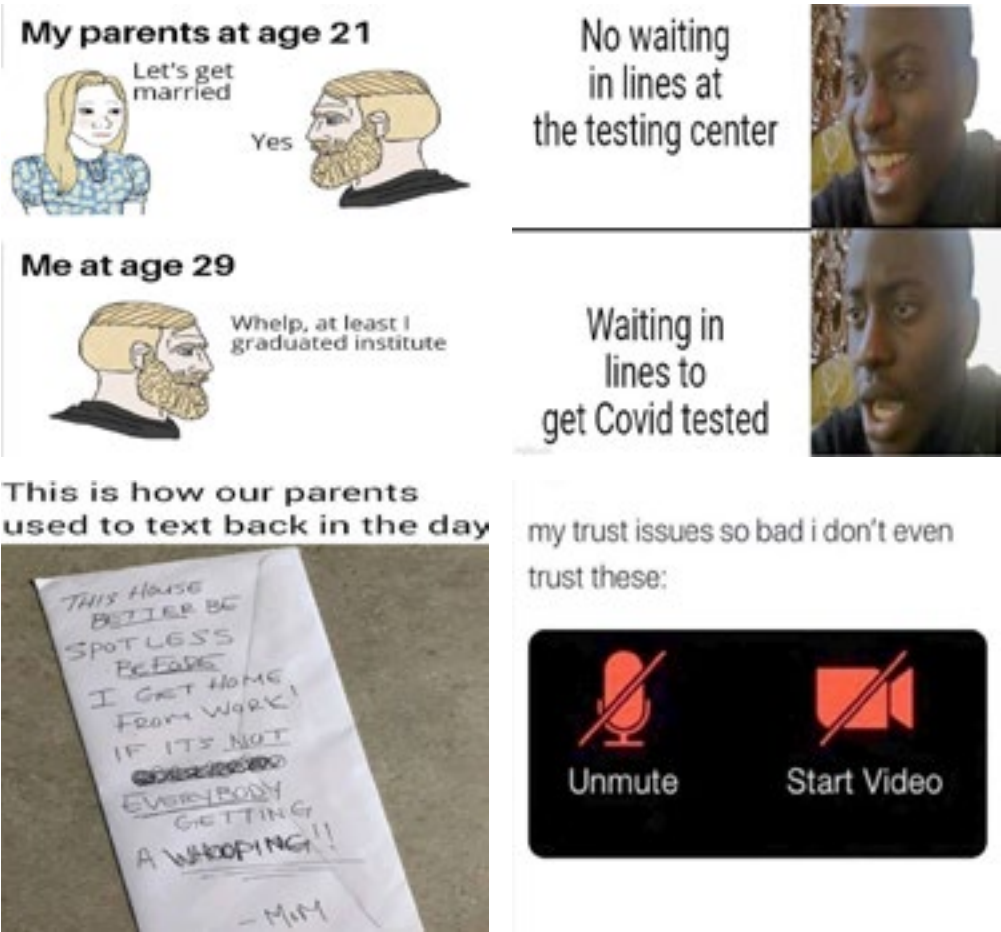 My parents at age 21
Let's get
married
Yes
Me at age 29
Whelp, at least I
graduated institute
No waiting
in lines at
the testing center
Waiting in
lines to
get Covid tested
This is how our parents
used to text back in the day
THIS HOUSE
BETTER BE
SPOTLESS
BEFORE
I GET HOME
FROM WORK!
IF ITS NOT
EVERYBODY
GETTING
A WHOOPING!!
- MOM
my trust issues so bad i don't even
trust these:
Unmute
Start Video